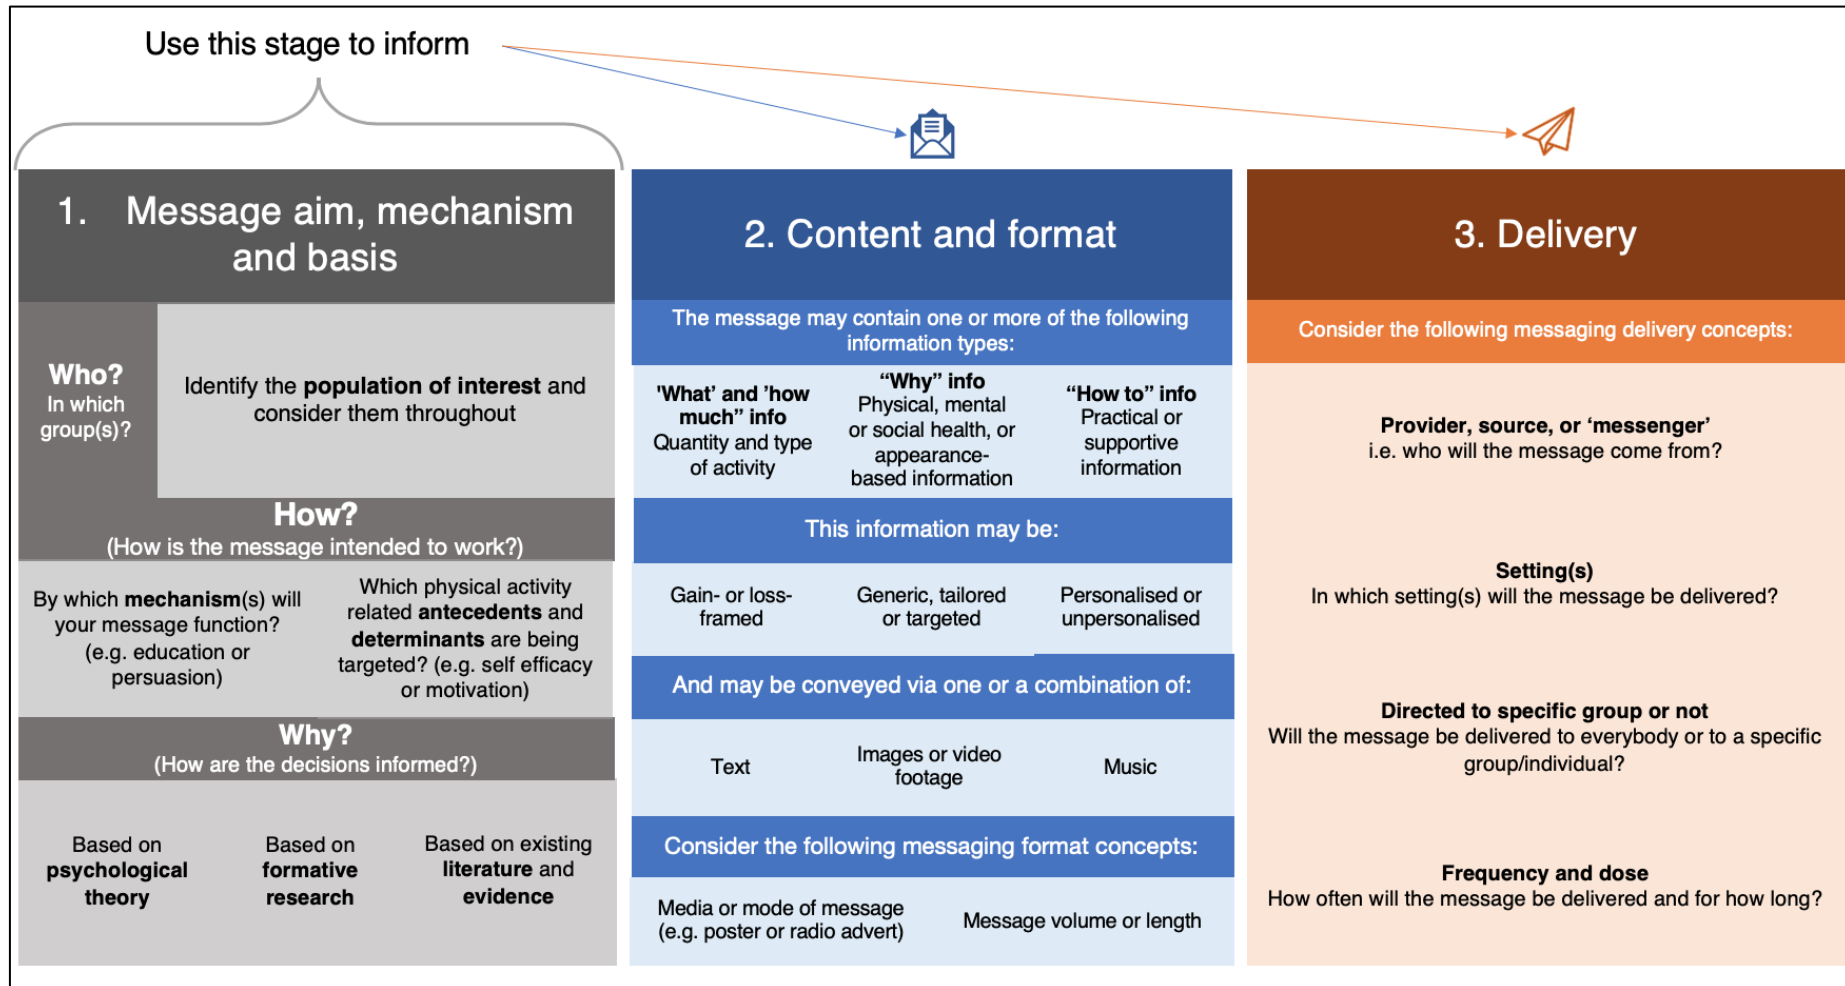 Use this stage to inform
1. Message aim, mechanism
and basis
Who?
In which
group(s)?
Identify the population of interest and
consider them throughout
How?
(How is the message intended to work?)
By which mechanism(s) will
your message function?
(e.g. education or
persuasion)
Which physical activity
related antecedents and
determinants are being
targeted? (e.g. self efficacy
or motivation)
Why?
(How are the decisions informed?)
Based on
psychological
theory
Based on
formative
research
Based on existing
literature and
evidence
2. Content and format
The message may contain one or more of the following
information types:
'What' and 'how
much” info
Quantity and type
of activity
“Why” info
Physical, mental
or social health, or
appearance-
based information
“How to” info
Practical or
supportive
information
This information may be:
Gain- or loss-
framed
Generic, tailored
or targeted
Personalised or
unpersonalised
And may be conveyed via one or a combination of:
Text
Images or video
footage
Music
Consider the following messaging format concepts:
Media or mode of message
(e.g. poster or radio advert)
Message volume or length
3. Delivery
Consider the following messaging delivery concepts:
Provider, source, or ‘messenger’
i.e. who will the message come from?
Setting(s)
In which setting(s) will the message be delivered?
Directed to specific group or not
Will the message be delivered to everybody or to a specific
group/individual?
Frequency and dose
How often will the message be delivered and for how long?